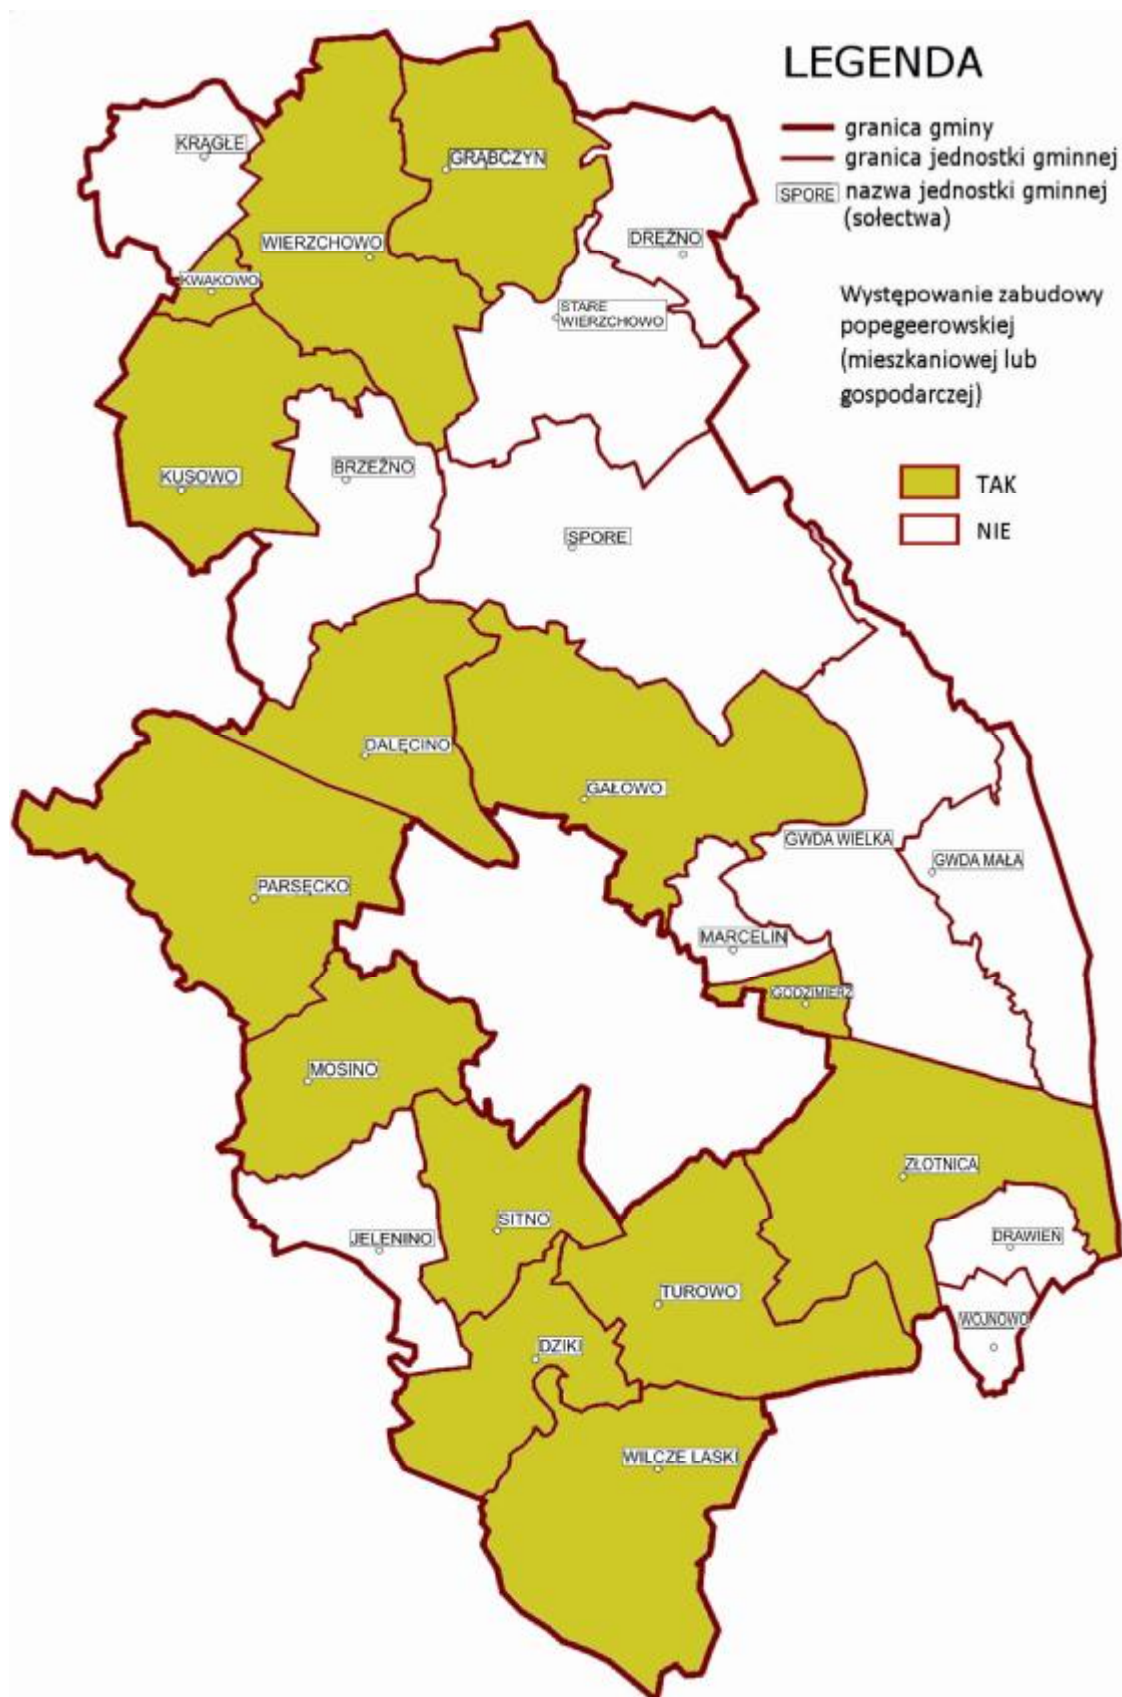 LEGENDA
granica gminy
granica jednostki gminnej
SPORE nazwa jednostki gminnej
(sołectwa)
Występowanie zabudowy
popegeerowskiej
(mieszkaniowej lub
gospodarczej)
TAK
NIE
KRĄGŁE
GRĄBCZYN
WIERZCHOWO
DRĘŻNO
KWAKOWO
STARE
WIERZCHOWO
KUSOWO
BRZEŹNO
SPORE
DALĘCINO
GAŁOWO
GWDA WIELKA
GWDA MAŁA
PARSĘCKO
MARCELIN
GODZIMIERZ
MOSINO
ZŁOTNICA
SITNO
JELENINO
DRAWIEŃ
TUROWO
WOJNOWO
DZIKI
WILCZE LASKI